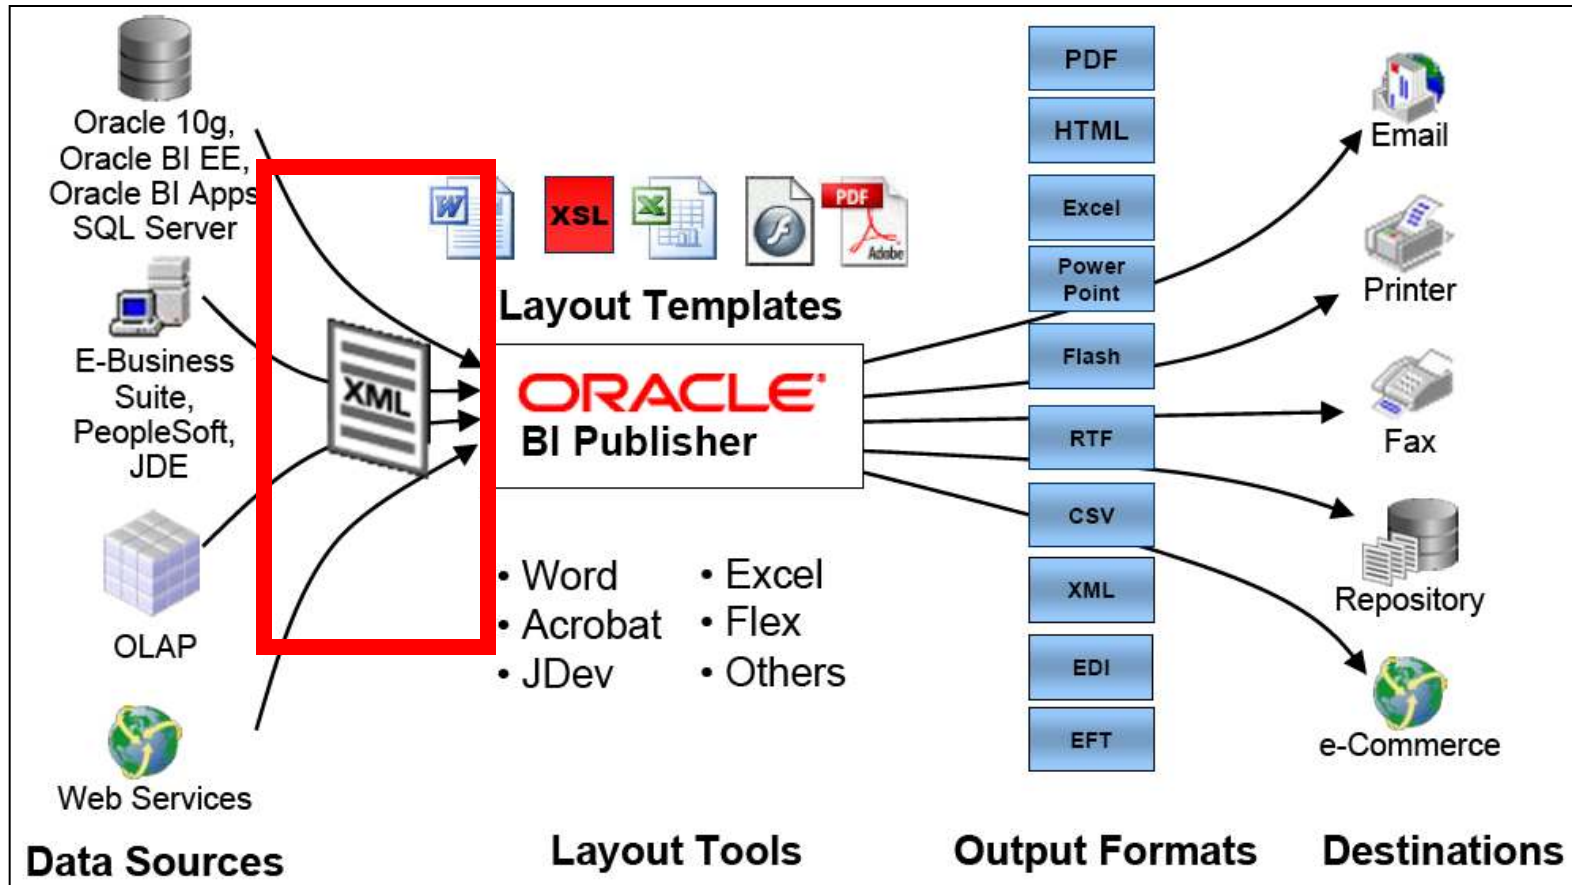 Oracle 10g,
Oracle BI EE,
Oracle BI Apps
SQL Server
E-Business
Suite,
PeopleSoft,
JDE
OLAP
Web Services
Data Sources
XML
W
XSL
X
PDF
Adobe
Layout Templates
ORACLE
BI Publisher
• Word
• Acrobat
• JDev
• Excel
• Flex
• Others
Layout Tools
PDF
HTML
Excel
Power
Point
Flash
RTF
CSV
XML
EDI
EFT
Output Formats
Email
Printer
Fax
Repository
e-Commerce
Destinations